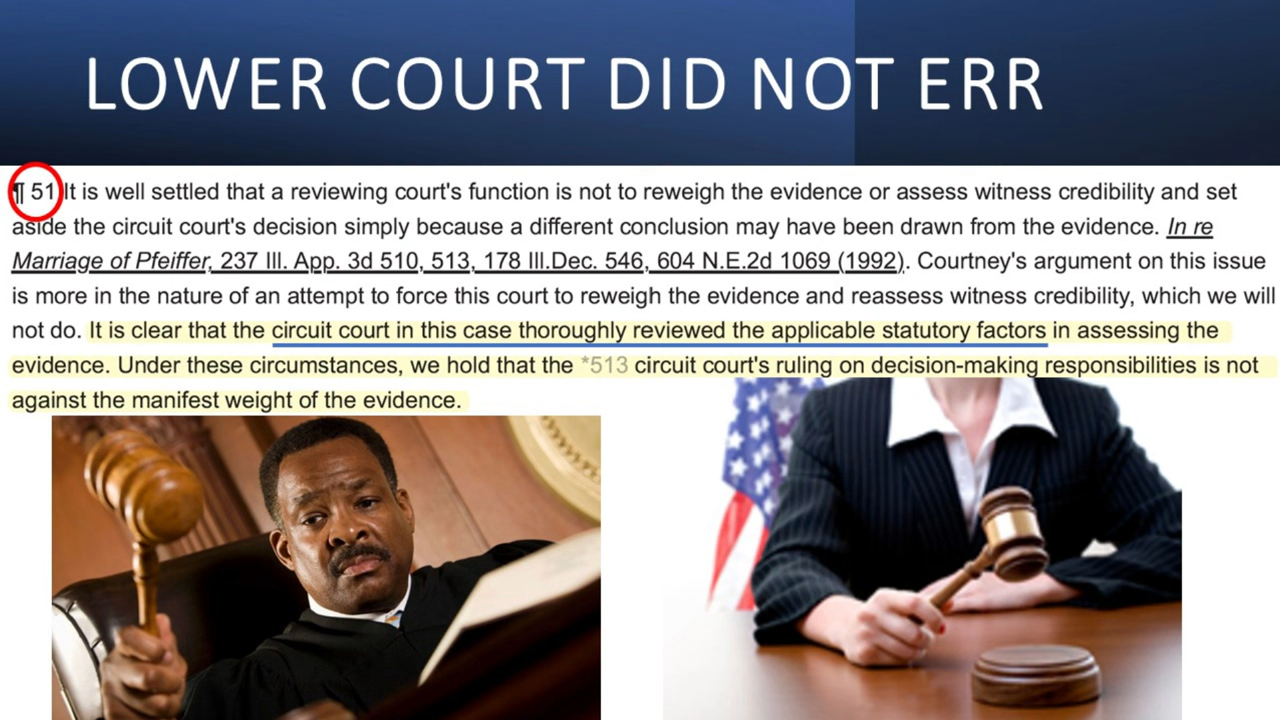 LOWER COURT DID NOT ERR
¶ 51 It is well settled that a reviewing court's function is not to reweigh the evidence or assess witness credibility and set
aside the circuit court's decision simply because a different conclusion may have been drawn from the evidence. In re
Marriage of Pfeiffer, 237 Ill. App. 3d 510, 513, 178 Ill.Dec. 546, 604 N.E.2d 1069 (1992). Courtney's argument on this issue
is more in the nature of an attempt to force this court to reweigh the evidence and reassess witness credibility, which we will
not do. It is clear that the circuit court in this case thoroughly reviewed the applicable statutory factors in assessing the
evidence. Under these circumstances, we hold that the *513 circuit court's ruling on decision-making responsibilities is not
against the manifest weight of the evidence.